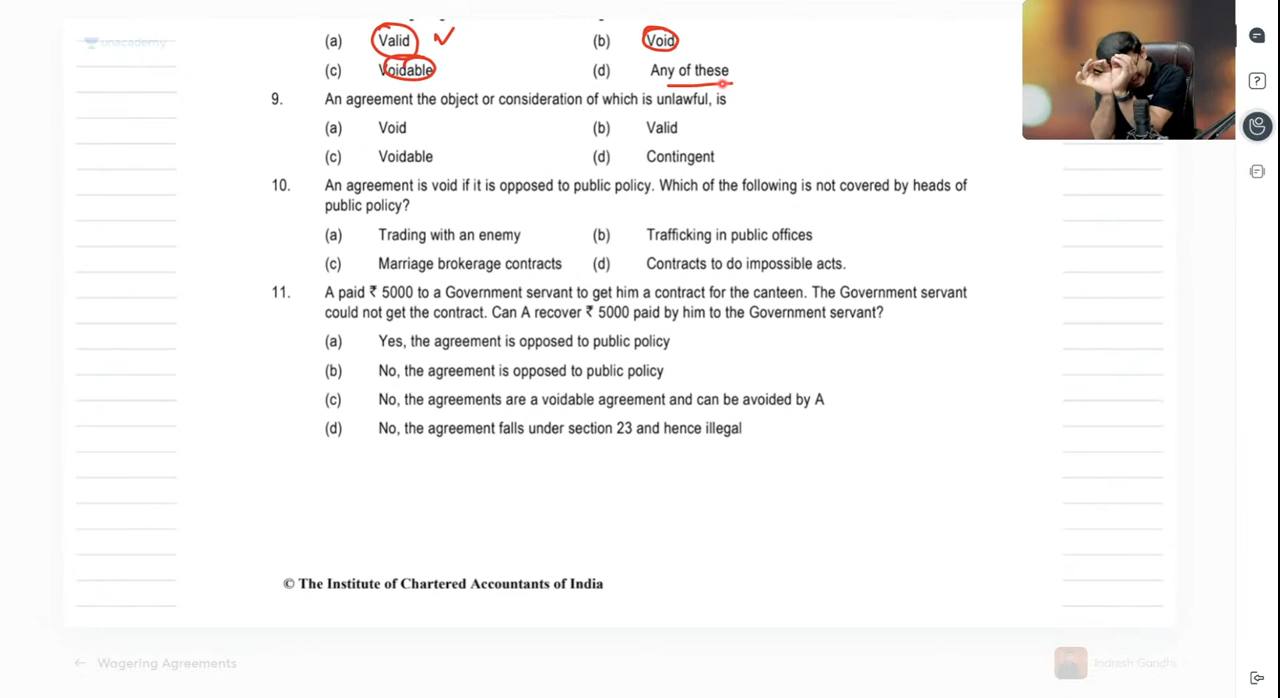 unacademy
(a) Valid (b) Void
(c) Voidable (d) Any of these
9. An agreement the object or consideration of which is unlawful, is
(a) Void (b) Valid
(c) Voidable (d) Contingent
10. An agreement is void if it is opposed to public policy. Which of the following is not covered by heads of
public policy?
(a) Trading with an enemy (b) Trafficking in public offices
(c) Marriage brokerage contracts (d) Contracts to do impossible acts.
11. A paid ₹ 5000 to a Government servant to get him a contract for the canteen. The Government servant
could not get the contract. Can A recover ₹ 5000 paid by him to the Government servant?
(a) Yes, the agreement is opposed to public policy
(b) No, the agreement is opposed to public policy
(c) No, the agreements are a voidable agreement and can be avoided by A
(d) No, the agreement falls under section 23 and hence illegal
© The Institute of Chartered Accountants of India
← Wagering Agreements
Indresh Gandhi